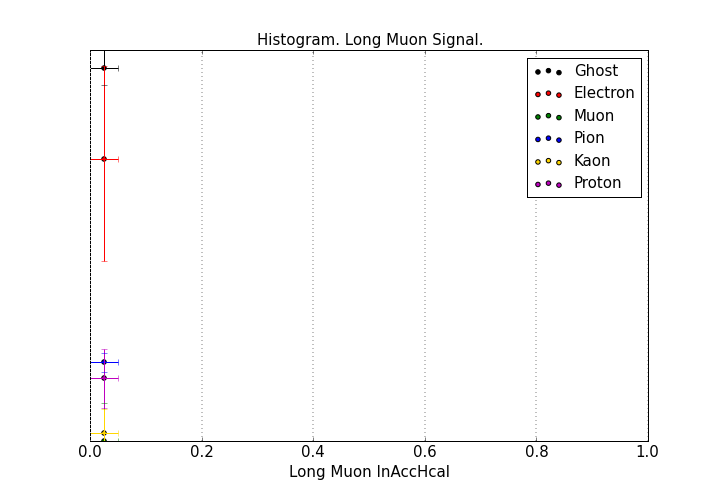 Histogram. Long Muon Signal.
Ghost
Electron
Muon
Pion
Kaon
Proton
0.0 0.2 0.4 0.6 0.8 1.0
Long Muon InAccHcal